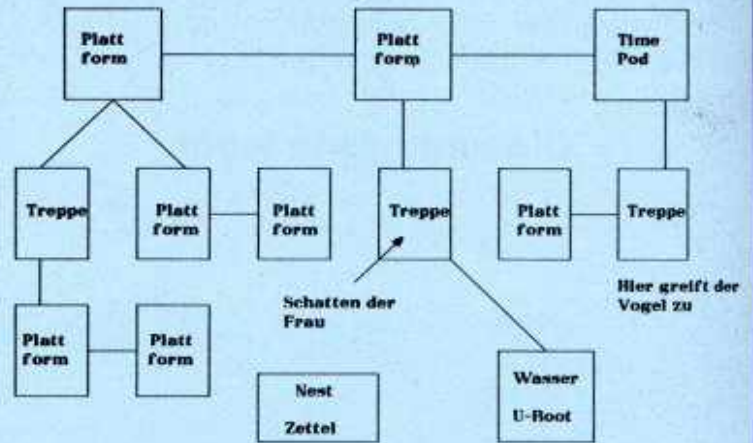 Platt
form
Platt
form
Time
Pod
Treppe
Platt
form
Platt
form
Treppe
Platt
form
Treppe
Schatten der
Frau
Hier greift der
Vogel zu
Platt
form
Platt
form
Nest
Zettel
Wasser
U-Boot